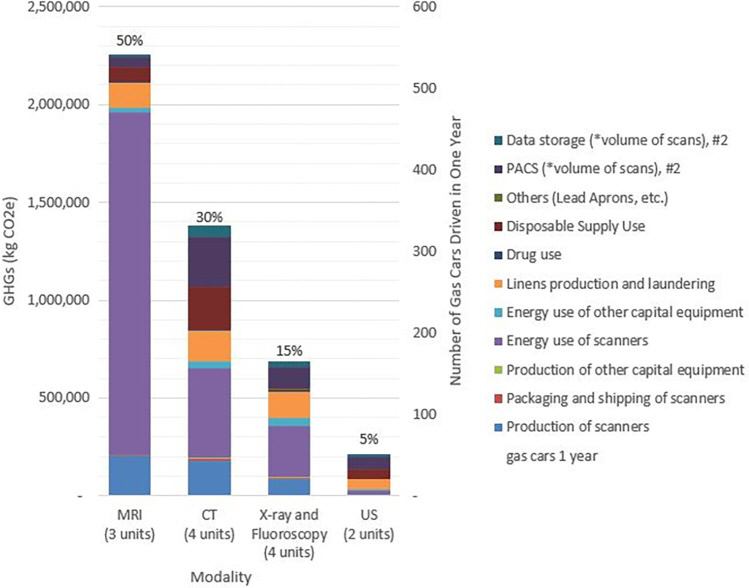 2,500,000
2,000,000
1,500,000
1,000,000
500,000
-
GHGs (kg CO2e)
50%
30%
15%
5%
600
500
400
300
200
100
-
Number of Gas Cars Driven in One Year
MRI
(3 units)
CT
(4 units)
X-ray and
Fluoroscopy
(4 units)
US
(2 units)
Modality
Data storage (*volume of scans), #2
PACS (*volume of scans), #2
Others (Lead Aprons, etc.)
Disposable Supply Use
Drug use
Linens production and laundering
Energy use of other capital equipment
Energy use of scanners
Production of other capital equipment
Packaging and shipping of scanners
Production of scanners
gas cars 1 year